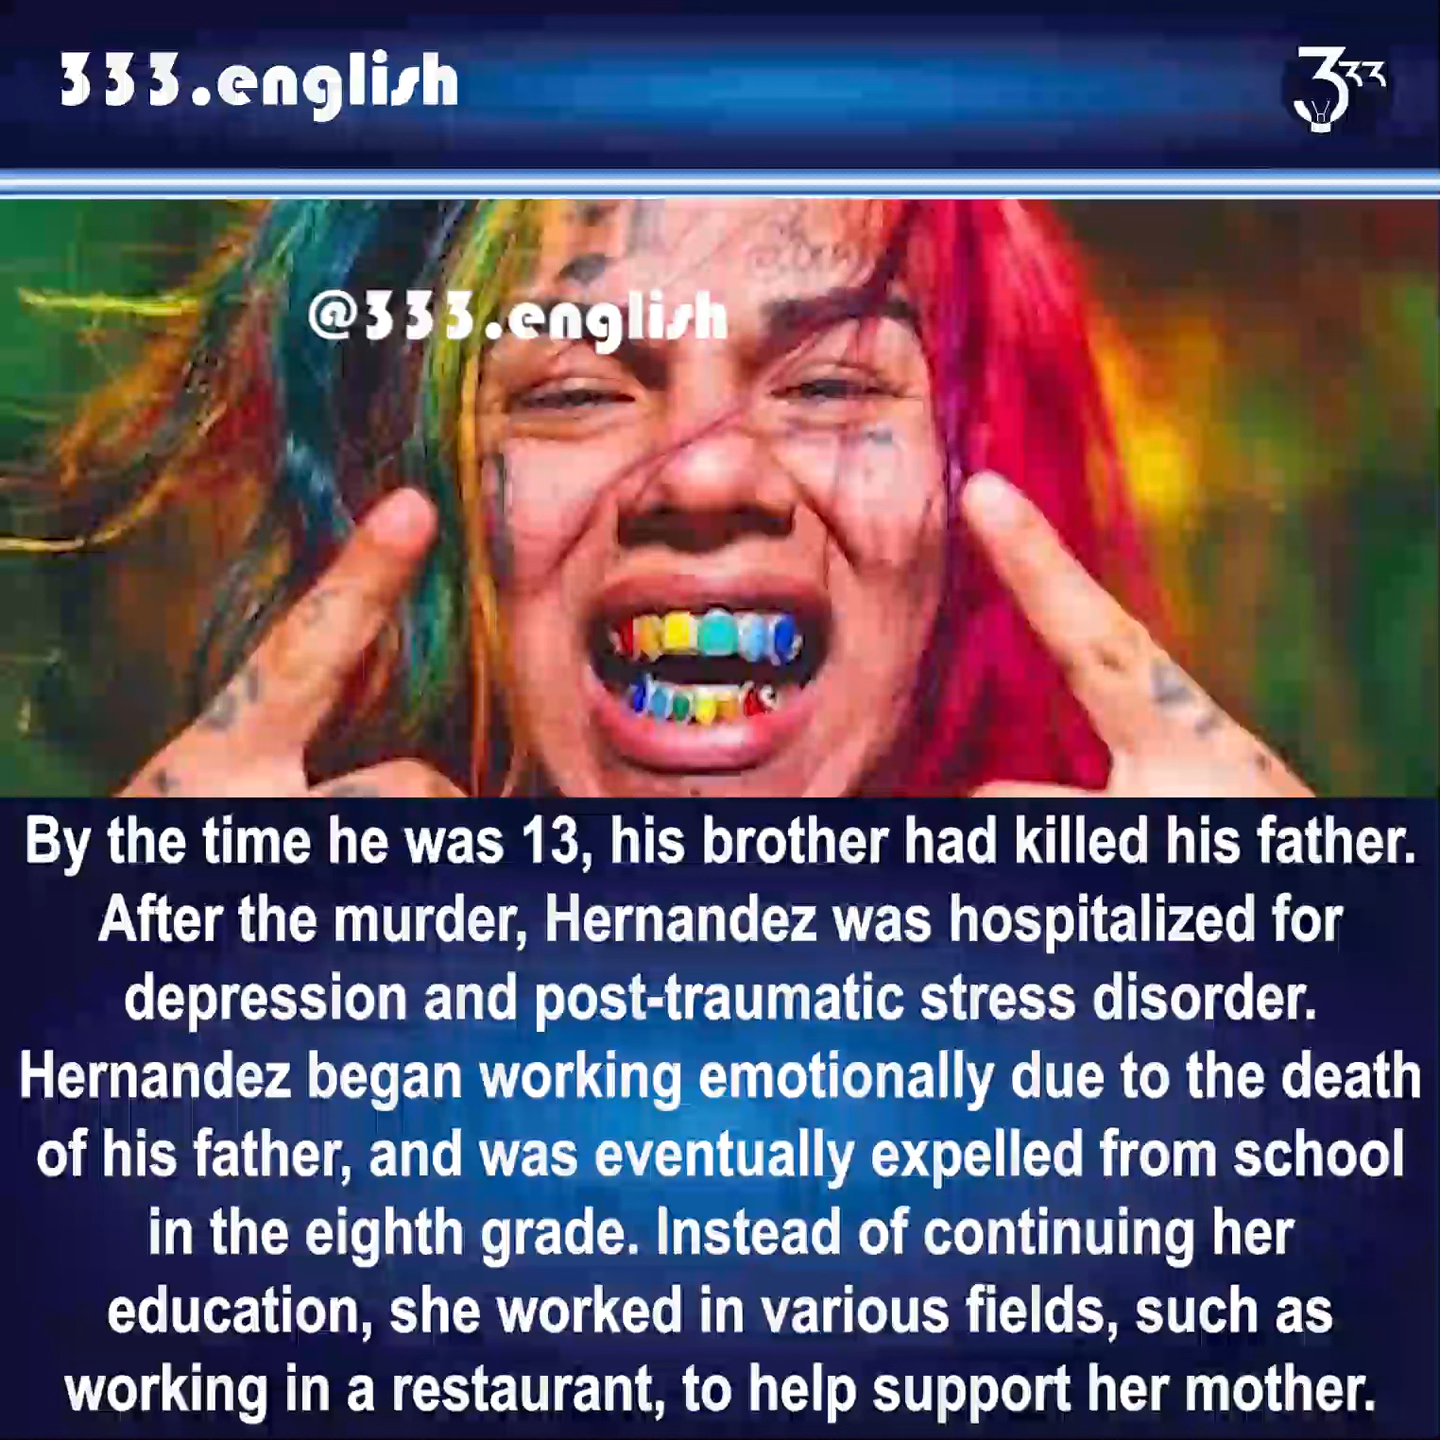 333.english
333
@333.english
By the time he was 13, his brother had killed his father.
After the murder, Hernandez was hospitalized for
depression and post-traumatic stress disorder.
Hernandez began working emotionally due to the death
of his father, and was eventually expelled from school
in the eighth grade. Instead of continuing her
education, she worked in various fields, such as
working in a restaurant, to help support her mother.